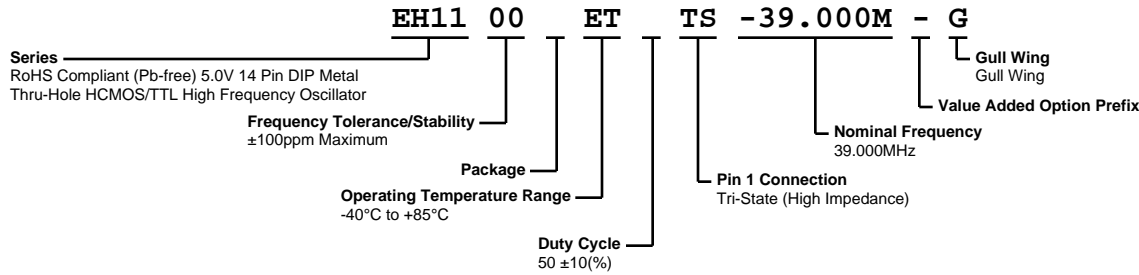 EH11 00 ET TS -39.000M - G
Series
RoHS Compliant (Pb-free) 5.0V 14 Pin DIP Metal
Thru-Hole HCMOS/TTL High Frequency Oscillator
Gull Wing
Gull Wing
Value Added Option Prefix
Frequency Tolerance/Stability
±100ppm Maximum
Nominal Frequency
39.000MHz
Package
Pin 1 Connection
Tri-State (High Impedance)
Operating Temperature Range
-40°C to +85°C
Duty Cycle
50 ±10(%)